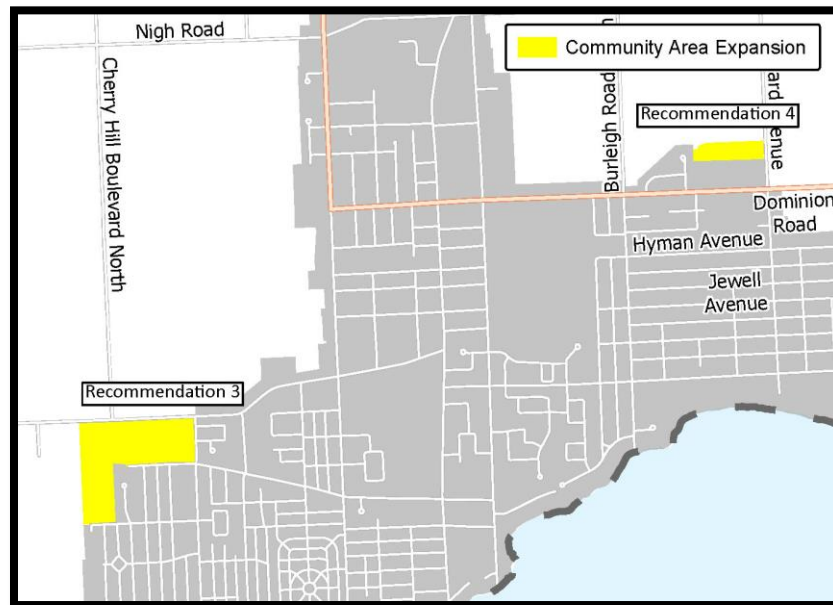 Nigh Road
Community Area Expansion
Cherry Hill Boulevard North
Burleigh Road
Recommendation 4
Dominion
Road
Hyman Avenue
Jewell
Avenue
Recommendation 3